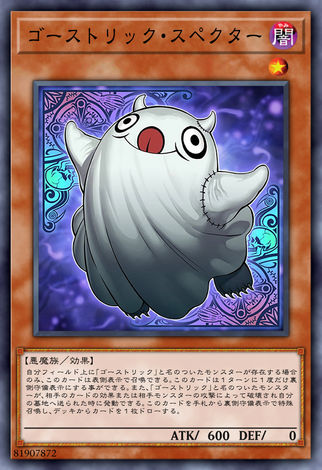 ゴーストリック・スペクター
やみ
闇
【悪魔族／効果】
自分フィールド上に「ゴーストリック」と名のついたモンスターが存在する場合
のみ、このカードは表側表示で召喚できる。このカードは１ターンに１度だけ裏
側守備表示にする事ができる。また、「ゴーストリック」と名のついたモンスター
が、相手のカードの効果または相手モンスターの攻撃によって破壊され自分
の墓地へ送られた時に発動できる。このカードを手札から裏側守備表示で特殊
召喚し、デッキからカードを１枚ドローする。
ATK/ 600 DEF/ 0
81907872